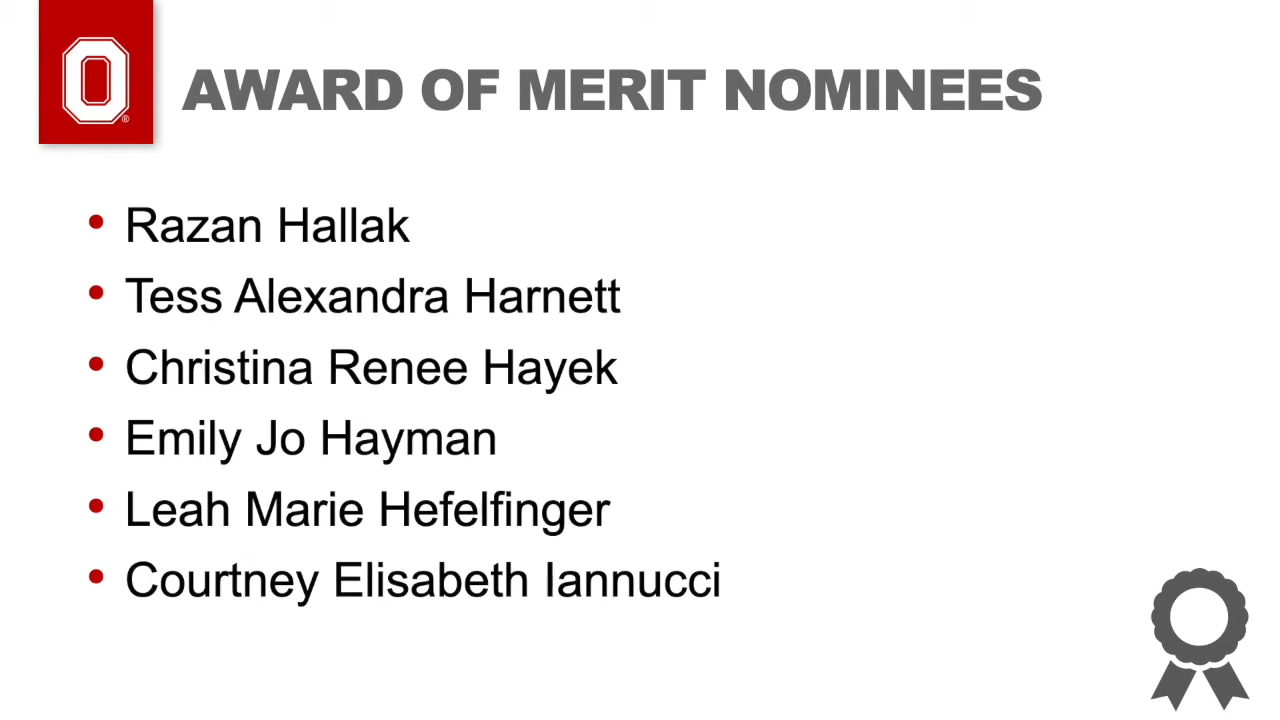 O
AWARD OF MERIT NOMINEES
• Razan Hallak
• Tess Alexandra Harnett
• Christina Renee Hayek
• Emily Jo Hayman
• Leah Marie Hefelfinger
• Courtney Elisabeth Iannucci